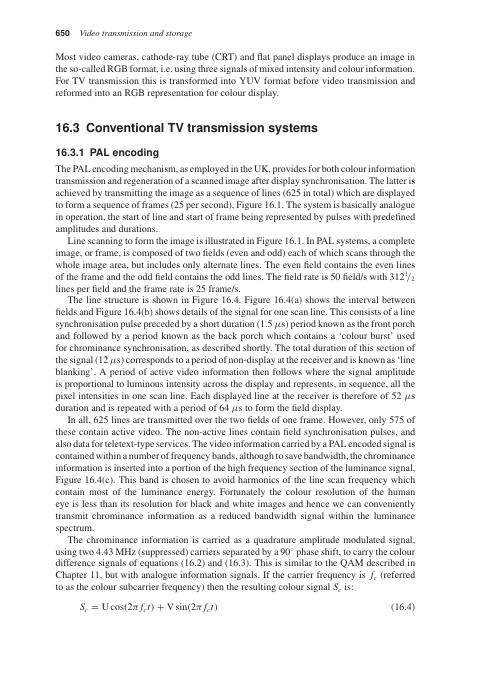 650 Video transmission and storage
Most video cameras, cathode-ray tube (CRT) and flat panel displays produce an image in
the so-called RGB format, i.e. using three signals of mixed intensity and colour information.
For TV transmission this is transformed into YUV format before video transmission and
reformed into an RGB representation for colour display.
16.3 Conventional TV transmission systems
16.3.1 PAL encoding
The PAL encoding mechanism, as employed in the UK, provides for both colour information
transmission and regeneration of a scanned image after display synchronisation. The latter is
achieved by transmitting the image as a sequence of lines (625 in total) which are displayed
to form a sequence of frames (25 per second), Figure 16.1. The system is basically analogue
in operation, the start of line and start of frame being represented by pulses with predefined
amplitudes and durations.
Line scanning to form the image is illustrated in Figure 16.1. In PAL systems, a complete
image, or frame, is composed of two fields (even and odd) each of which scans through the
whole image area, but includes only alternate lines. The even field contains the even lines
of the frame and the odd field contains the odd lines. The field rate is 50 field/s with 312 1/2
lines per field and the frame rate is 25 frame/s.
The line structure is shown in Figure 16.4. Figure 16.4(a) shows the interval between
fields and Figure 16.4(b) shows details of the signal for one scan line. This consists of a line
synchronisation pulse preceded by a short duration (1.5 μs) period known as the front porch
and followed by a period known as the back porch which contains a ‘colour burst’ used
for chrominance synchronisation, as described shortly. The total duration of this section of
the signal (12 μs) corresponds to a period of non-display at the receiver and is known as ‘line
blanking’. A period of active video information then follows where the signal amplitude
is proportional to luminous intensity across the display and represents, in sequence, all the
pixel intensities in one scan line. Each displayed line at the receiver is therefore of 52 μs
duration and is repeated with a period of 64 μs to form the field display.
In all, 625 lines are transmitted over the two fields of one frame. However, only 575 of
these contain active video. The non-active lines contain field synchronisation pulses, and
also data for teletext-type services. The video information carried by a PAL encoded signal is
contained within a number of frequency bands, although to save bandwidth, the chrominance
information is inserted into a portion of the high frequency section of the luminance signal,
Figure 16.4(c). This band is chosen to avoid harmonics of the line scan frequency which
contain most of the luminance energy. Fortunately the colour resolution of the human
eye is less than its resolution for black and white images and hence we can conveniently
transmit chrominance information as a reduced bandwidth signal within the luminance
spectrum.
The chrominance information is carried as a quadrature amplitude modulated signal,
using two 4.43 MHz (suppressed) carriers separated by a 90° phase shift, to carry the colour
difference signals of equations (16.2) and (16.3). This is similar to the QAM described in
Chapter 11, but with analogue information signals. If the carrier frequency is fc (referred
to as the colour subcarrier frequency) then the resulting colour signal Sc is:
Sc = U cos(2π fc t) + V sin(2π fc t) (16.4)